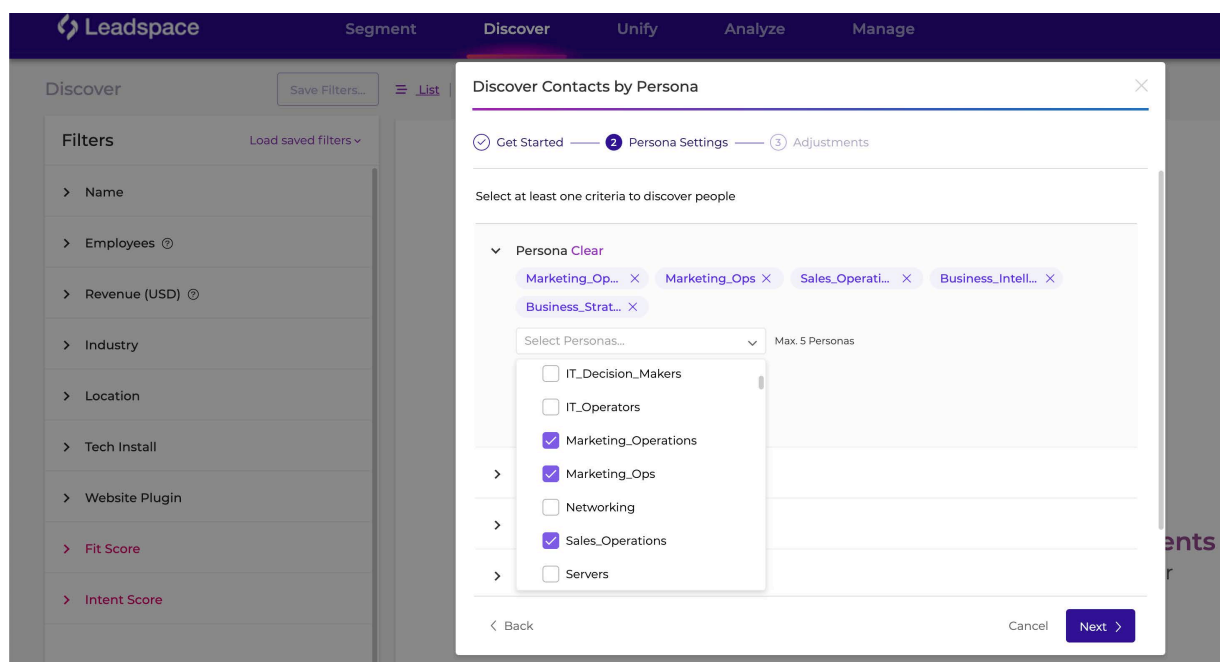 Leadspace
Segment
Discover
Unify
Analyze
Manage
Discover
Save Filters...
List
Filters
Load saved filters
Name
Employees
Revenue (USD)
Industry
Location
Tech Install
Website Plugin
Fit Score
Intent Score
Discover Contacts by Persona
Get Started
2 Persona Settings
3 Adjustments
Select at least one criteria to discover people
Persona Clear
Marketing_Op... Marketing_Ops Sales_Operati... Business_Intell...
Business_Strat...
Select Personas... Max. 5 Personas
IT_Decision_Makers
IT_Operators
Marketing_Operations
Marketing_Ops
Networking
Sales_Operations
Servers
Back
Cancel
Next
ents
r